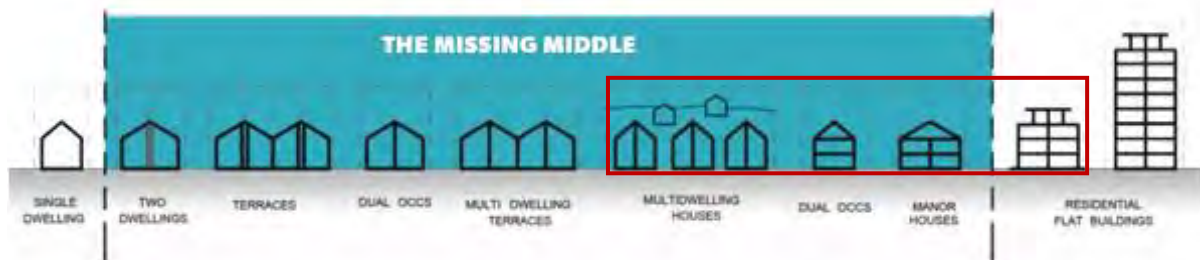 THE MISSING MIDDLE
SINGLE
DWELLING
TWO
DWELLINGS
TERRACES
DUAL OCCS
MULTI DWELLING
TERRACES
MULTIDWELLING
HOUSES
DUAL OCCS
MANOR
HOUSES
RESIDENTIAL
FLAT BUILDINGS